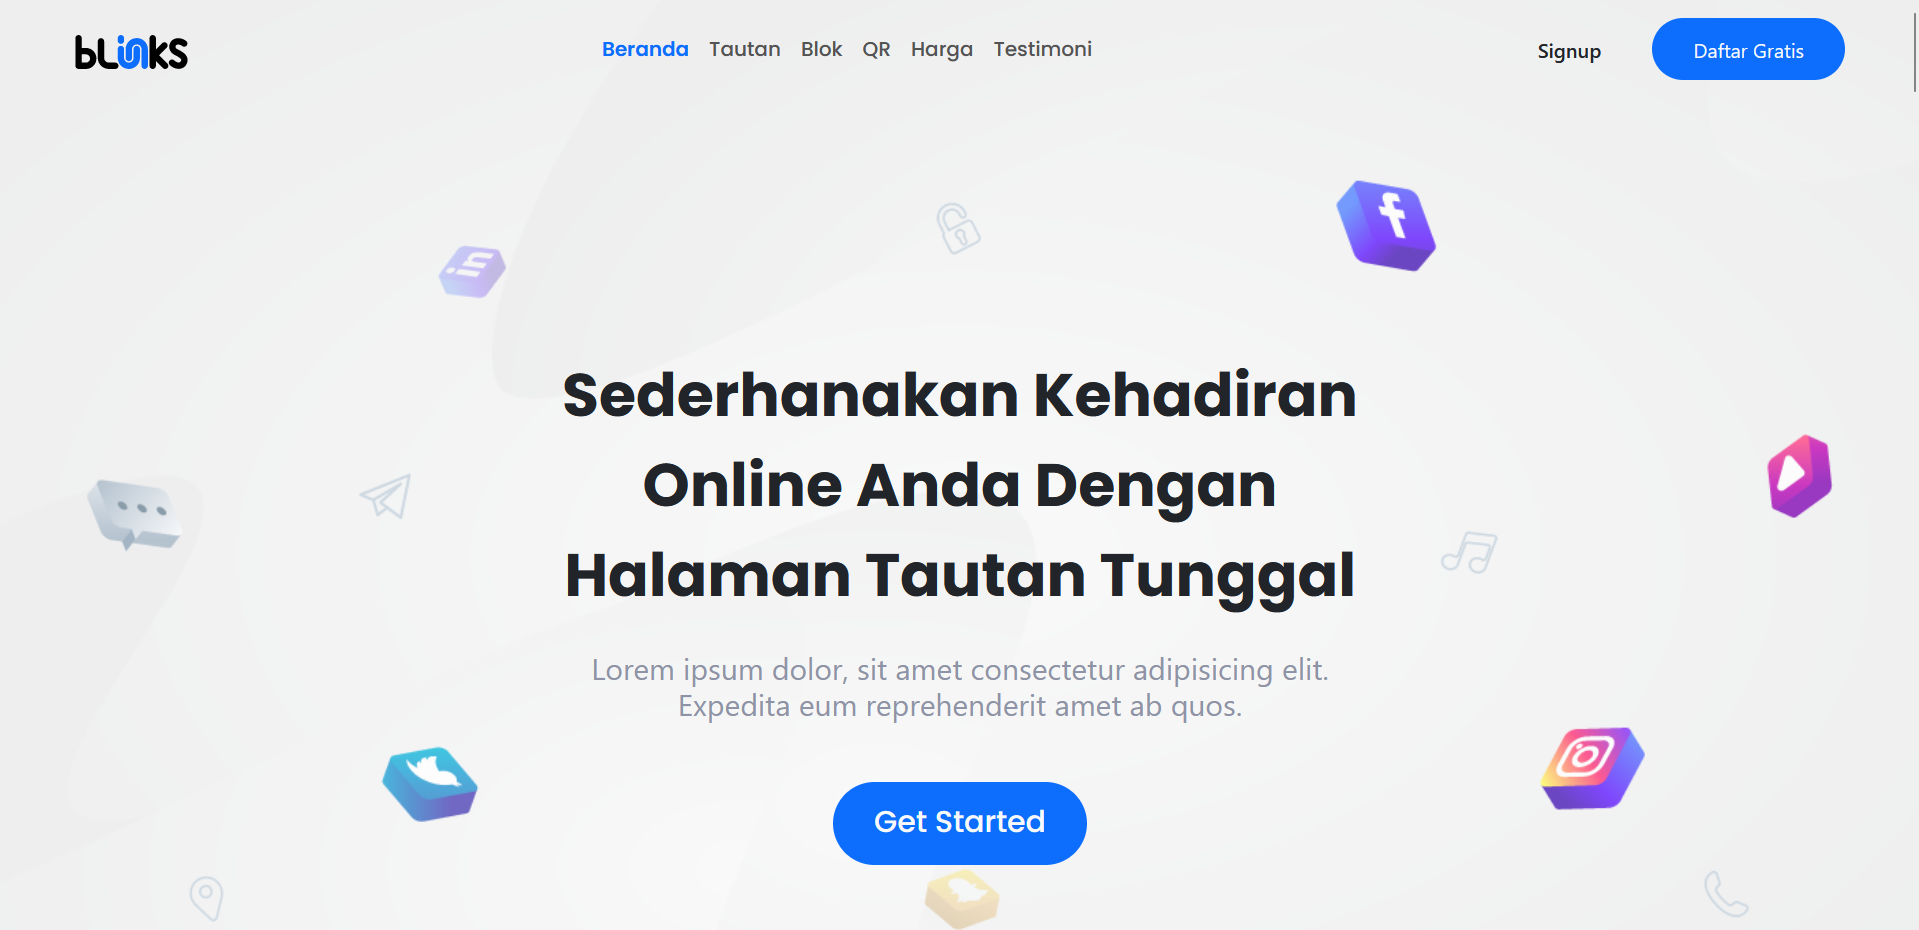 bLinks
Beranda Tautan Blok QR Harga Testimoni
Signup
Daftar Gratis
in
f
Sederhanakan Kehadiran
Online Anda Dengan
Halaman Tautan Tunggal
Lorem ipsum dolor, sit amet consectetur adipisicing elit.
Expedita eum reprehenderit amet ab quos.
Get Started